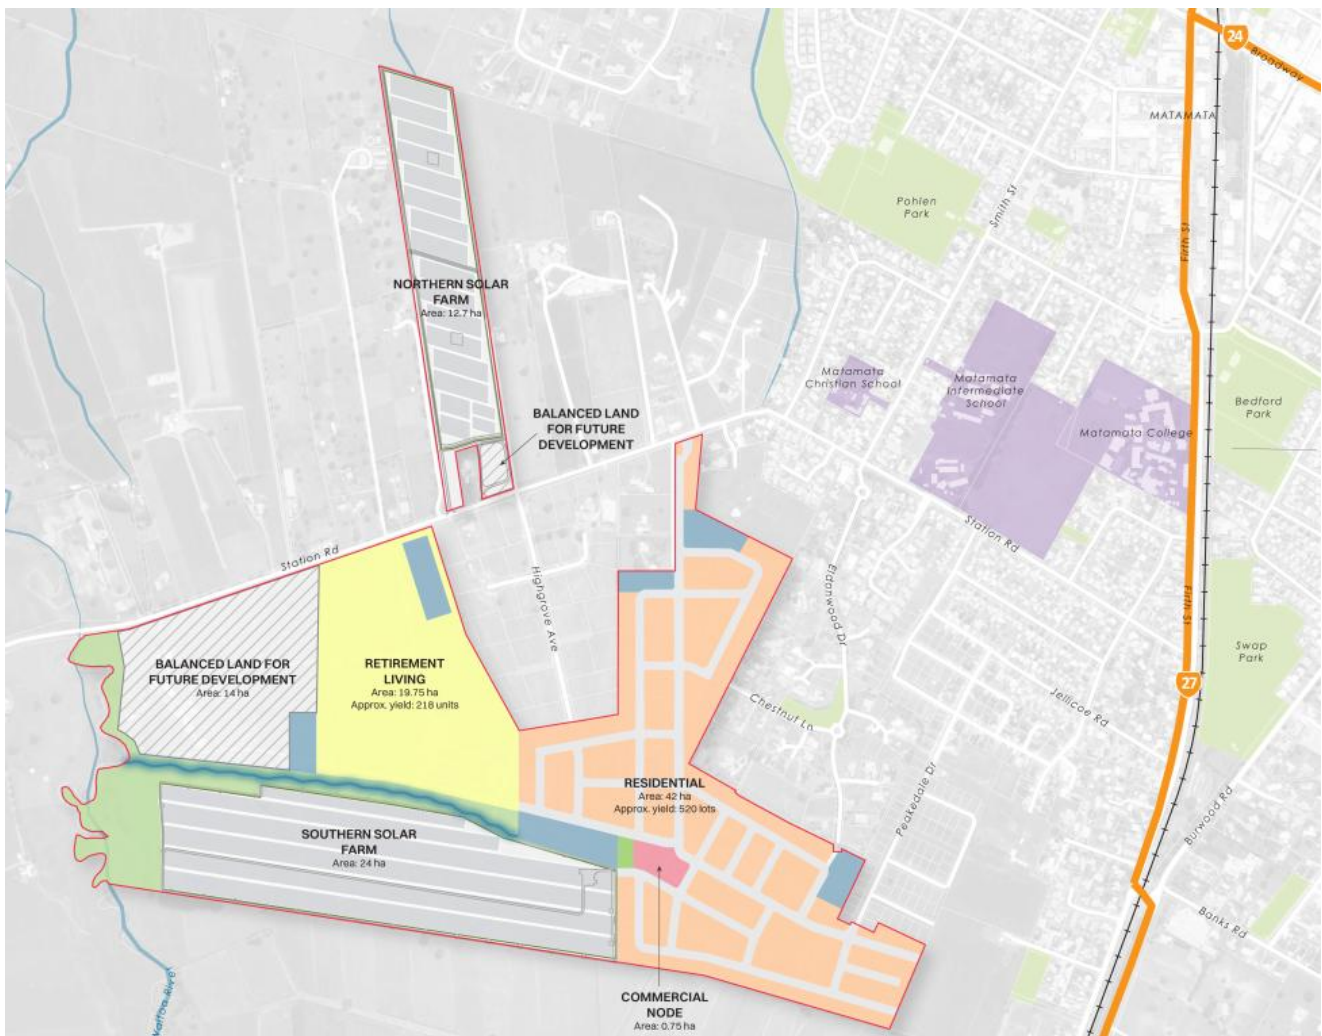 24
Broadway
MATAMATA
Smith St
Pohlen
Park
Firth St
NORTHERN SOLAR
FARM
Area: 12.7 ha
Matamata
Christian School
Matamata
Intermediate
School
Bedford
Park
BALANCED LAND
FOR FUTURE
DEVELOPMENT
Matamata College
Station Rd
Station Rd
Highgrove Ave
Eldonwood Dr
Firth St
Swap
Park
BALANCED LAND FOR
FUTURE DEVELOPMENT
Area: 14 ha
RETIREMENT
LIVING
Area: 19.75 ha
Approx. yield: 218 units
27
Jellicoe Rd
Chestnut Ln
RESIDENTIAL
Area: 42 ha
Approx. yield: 520 lots
Peakedale Dr
Burwood Rd
SOUTHERN SOLAR
FARM
Area: 24 ha
Banks Rd
COMMERCIAL
NODE
Area: 0.75 ha
River